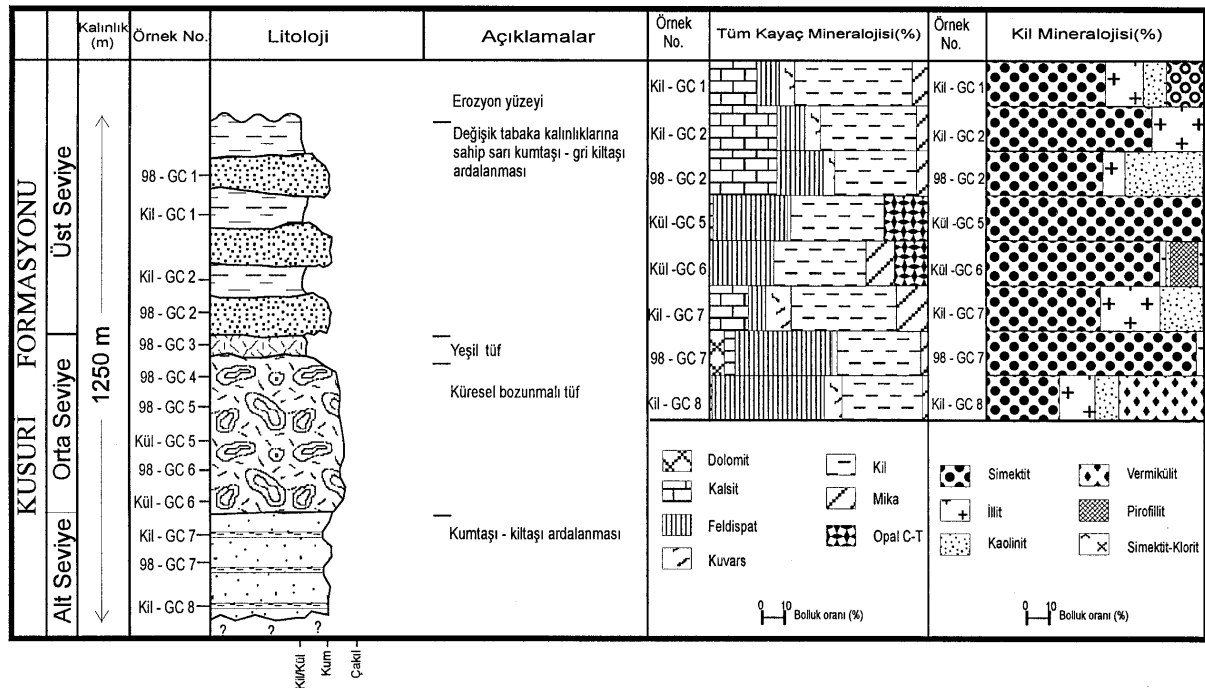 Kalınlık (m)
Örnek No.
Litoloji
Açıklamalar
Örnek No.
Tüm Kayaç Mineralojisi(%)
Örnek No.
Kil Mineralojisi(%)
KUSURİ FORMASYONU
Üst Seviye
Orta Seviye
Alt Seviye
1250 m
98 - GC 1
Kil - GC 1
Kil - GC 2
98 - GC 2
98 - GC 3
98 - GC 4
98 - GC 5
Kül - GC 5
98 - GC 6
Kül - GC 6
Kil - GC 7
98 - GC 7
Kil - GC 8
? ? ?
Kil/Kül
Kum
Çakıl
Erozyon yüzeyi
Değişik tabaka kalınlıklarına
sahip sarı kumtaşı - gri kiltaşı
ardalanması
Yeşil tüf
Küresel bozunmalı tüf
Kumtaşı - kiltaşı ardalanması
Kil - GC 1
Kil - GC 2
98 - GC 2
Kül -GC 5
Kül -GC 6
Kil - GC 7
98 - GC 7
Kil - GC 8
Dolomit
Kalsit
Feldispat
Kuvars
Kil
Mika
Opal C-T
0 10 Bolluk oranı (%)
Kil - GC 1
Kil - GC 2
98 - GC 2
Kül -GC 5
Kül -GC 6
Kil - GC 7
98 - GC 7
Kil - GC 8
Simektit
İllit
Kaolinit
Vermikülit
Pirofillit
Simektit-Klorit
0 10 Bolluk oranı (%)